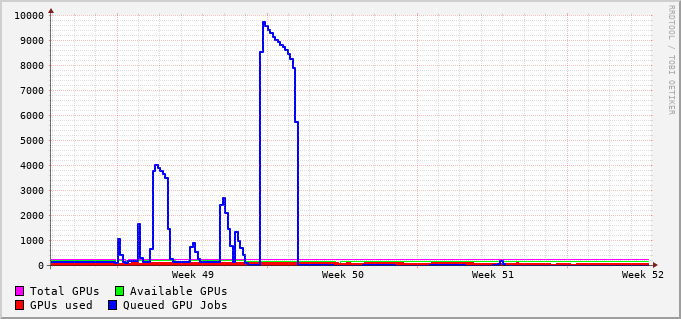 10000
9000
8000
7000
6000
5000
4000
3000
2000
1000
0
Week 49 Week 50 Week 51 Week 52
Total GPUs Available GPUs
GPUs used Queued GPU Jobs
RRDTOOL / TOBI OETIKER